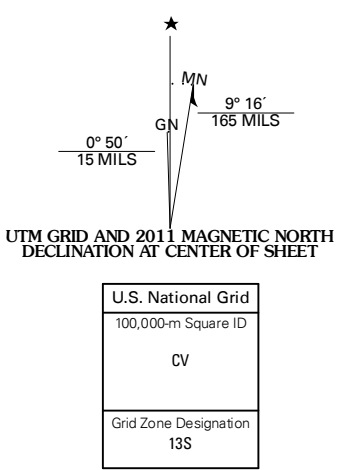 ★
MN
9° 16´
165 MILS
GN
0° 50´
15 MILS
UTM GRID AND 2011 MAGNETIC NORTH
DECLINATION AT CENTER OF SHEET
U.S. National Grid
100,000-m Square ID
CV
Grid Zone Designation
13S